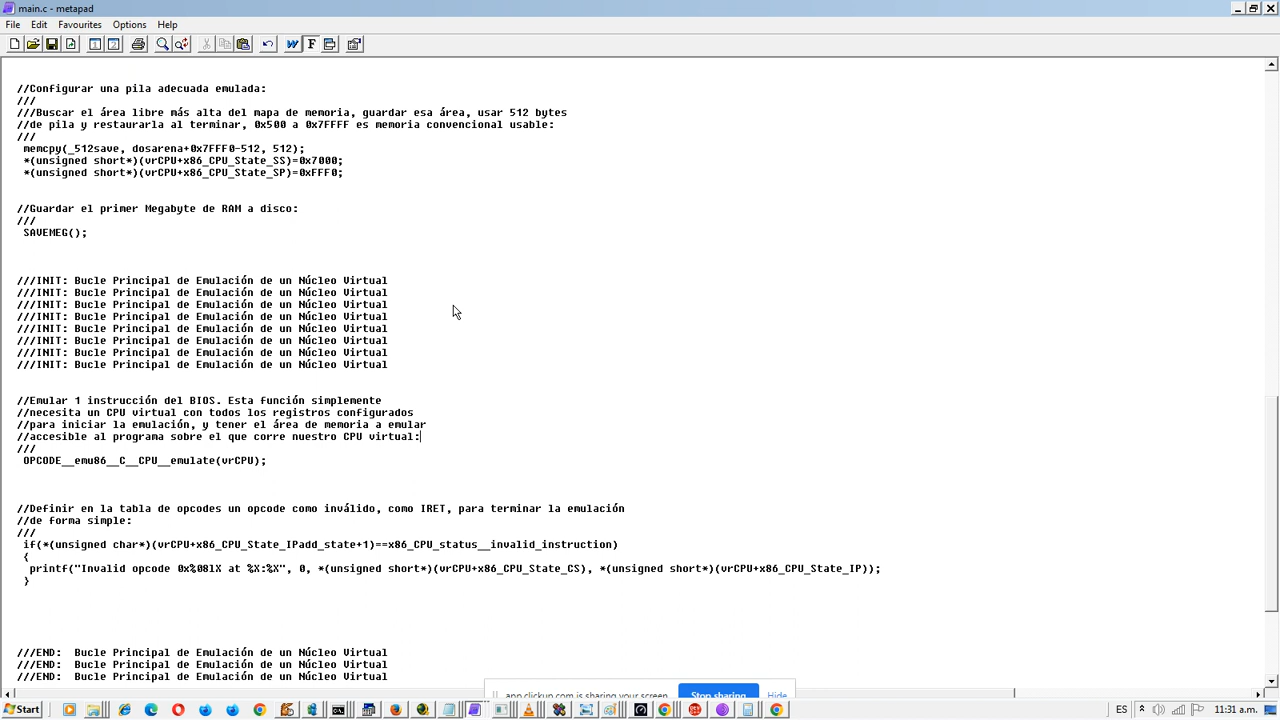 main.c - metapad
File Edit Favourites Options Help
//Configurar una pila adecuada emulada:
///
///Buscar el área libre más alta del mapa de memoria, guardar esa área, usar 512 bytes
//de pila y restaurarla al terminar, 0x500 a 0x7FFFF es memoria convencional usable:
///
memcpy(_512save, dosarena+0x7FFF0-512, 512);
*(unsigned short*)(vrCPU+x86_CPU_State_SS)=0x7000;
*(unsigned short*)(vrCPU+x86_CPU_State_SP)=0xFFF0;
//Guardar el primer Megabyte de RAM a disco:
///
SAVEMEG();
///INIT: Bucle Principal de Emulación de un Núcleo Virtual
///INIT: Bucle Principal de Emulación de un Núcleo Virtual
///INIT: Bucle Principal de Emulación de un Núcleo Virtual
///INIT: Bucle Principal de Emulación de un Núcleo Virtual
///INIT: Bucle Principal de Emulación de un Núcleo Virtual
///INIT: Bucle Principal de Emulación de un Núcleo Virtual
///INIT: Bucle Principal de Emulación de un Núcleo Virtual
///INIT: Bucle Principal de Emulación de un Núcleo Virtual
//Emular 1 instrucción del BIOS. Esta función simplemente
//necesita un CPU virtual con todos los registros configurados
//para iniciar la emulación, y tener el área de memoria a emular
//accesible al programa sobre el que corre nuestro CPU virtual:
///
OPCODE__emu86__C__CPU__emulate(vrCPU);
//Definir en la tabla de opcodes un opcode como inválido, como IRET, para terminar la emulación
//de forma simple:
///
if(*(unsigned char*)(vrCPU+x86_CPU_State_IPadd_state+1)==x86_CPU_status__invalid_instruction)
{
printf("Invalid opcode 0x%08lX at %X:%X", 0, *(unsigned short*)(vrCPU+x86_CPU_State_CS), *(unsigned short*)(vrCPU+x86_CPU_State_IP));
}
///END: Bucle Principal de Emulación de un Núcleo Virtual
///END: Bucle Principal de Emulación de un Núcleo Virtual
///END: Bucle Principal de Emulación de un Núcleo Virtual
app.clickup.com is sharing your screen. Stop sharing Hide
Start ES 11:31 a.m.